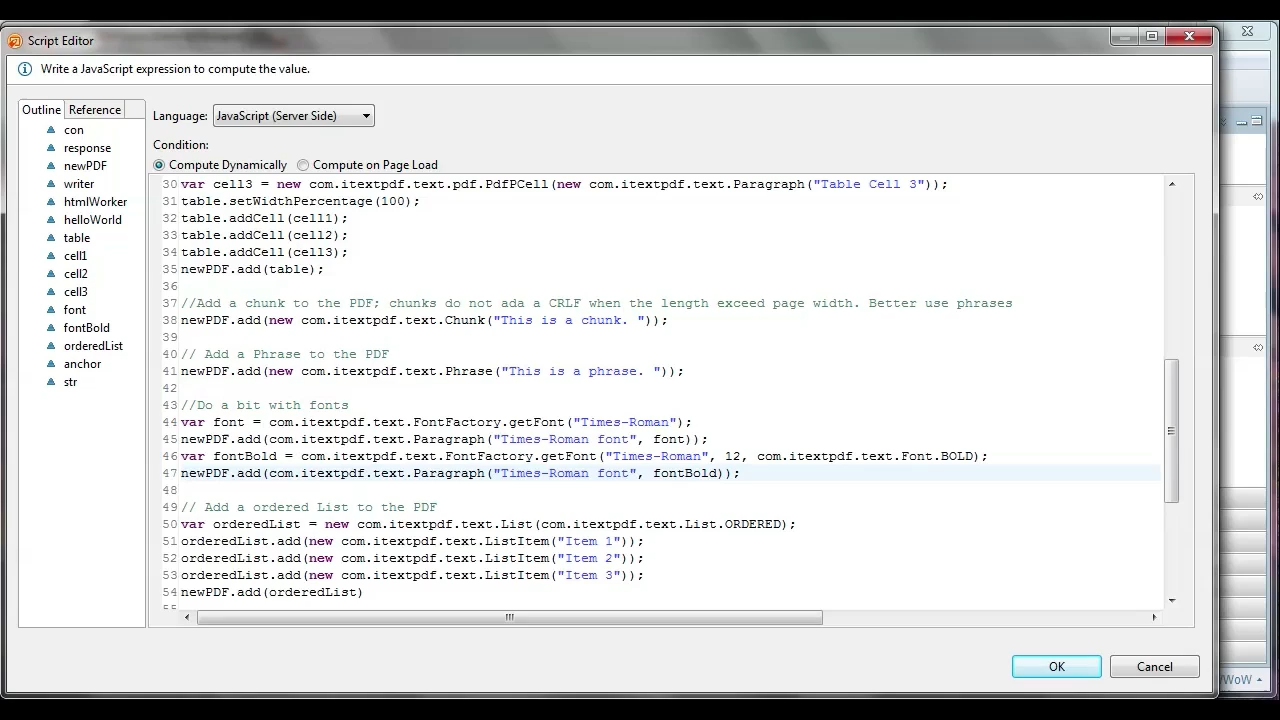 Script Editor
Write a JavaScript expression to compute the value.
Outline Reference
con
response
newPDF
writer
htmlWorker
helloWorld
table
cell1
cell2
cell3
font
fontBold
orderedList
anchor
str
Language: JavaScript (Server Side)
Condition:
Compute Dynamically Compute on Page Load
30 var cell3 = new com.itextpdf.text.pdf.PdfPCell(new com.itextpdf.text.Paragraph("Table Cell 3"));
31 table.setWidthPercentage(100);
32 table.addCell(cell1);
33 table.addCell(cell2);
34 table.addCell(cell3);
35 newPDF.add(table);
36
37 //Add a chunk to the PDF; chunks do not ada a CRLF when the length exceed page width. Better use phrases
38 newPDF.add(new com.itextpdf.text.Chunk("This is a chunk. "));
39
40 // Add a Phrase to the PDF
41 newPDF.add(new com.itextpdf.text.Phrase("This is a phrase. "));
42
43 //Do a bit with fonts
44 var font = com.itextpdf.text.FontFactory.getFont("Times-Roman");
45 newPDF.add(com.itextpdf.text.Paragraph("Times-Roman font", font));
46 var fontBold = com.itextpdf.text.FontFactory.getFont("Times-Roman", 12, com.itextpdf.text.Font.BOLD);
47 newPDF.add(com.itextpdf.text.Paragraph("Times-Roman font", fontBold));
48
49 // Add a ordered List to the PDF
50 var orderedList = new com.itextpdf.text.List(com.itextpdf.text.List.ORDERED);
51 orderedList.add(new com.itextpdf.text.ListItem("Item 1"));
52 orderedList.add(new com.itextpdf.text.ListItem("Item 2"));
53 orderedList.add(new com.itextpdf.text.ListItem("Item 3"));
54 newPDF.add(orderedList)
OK Cancel
WoW